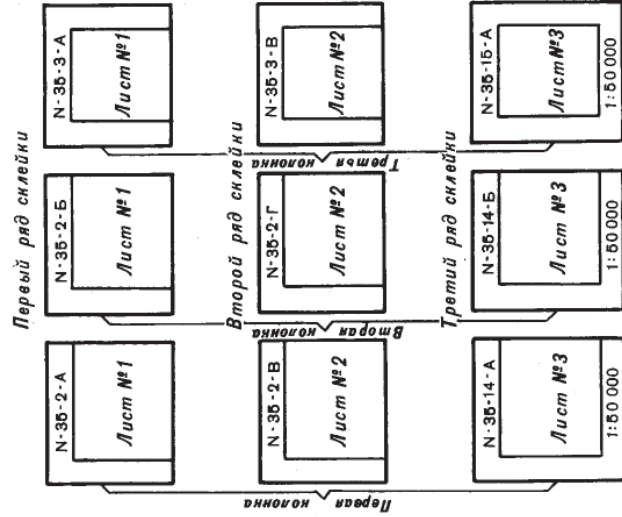 Первый ряд склейки
N-35-2-А
N-35-2-Б
N-35-3-А
Лист №1
Лист №1
Лист №1
Второй ряд склейки
N-35-2-В
N-35-2-Г
N-35-3-В
Лист №2
Лист №2
Лист №2
Третий ряд склейки
N-35-14-А
N-35-14-Б
N-35-15-А
Лист №3
Лист №3
Лист №3
1:50 000
1:50 000
1:50 000
Первая
колонка
Вторая
колонка
Третья
колонка